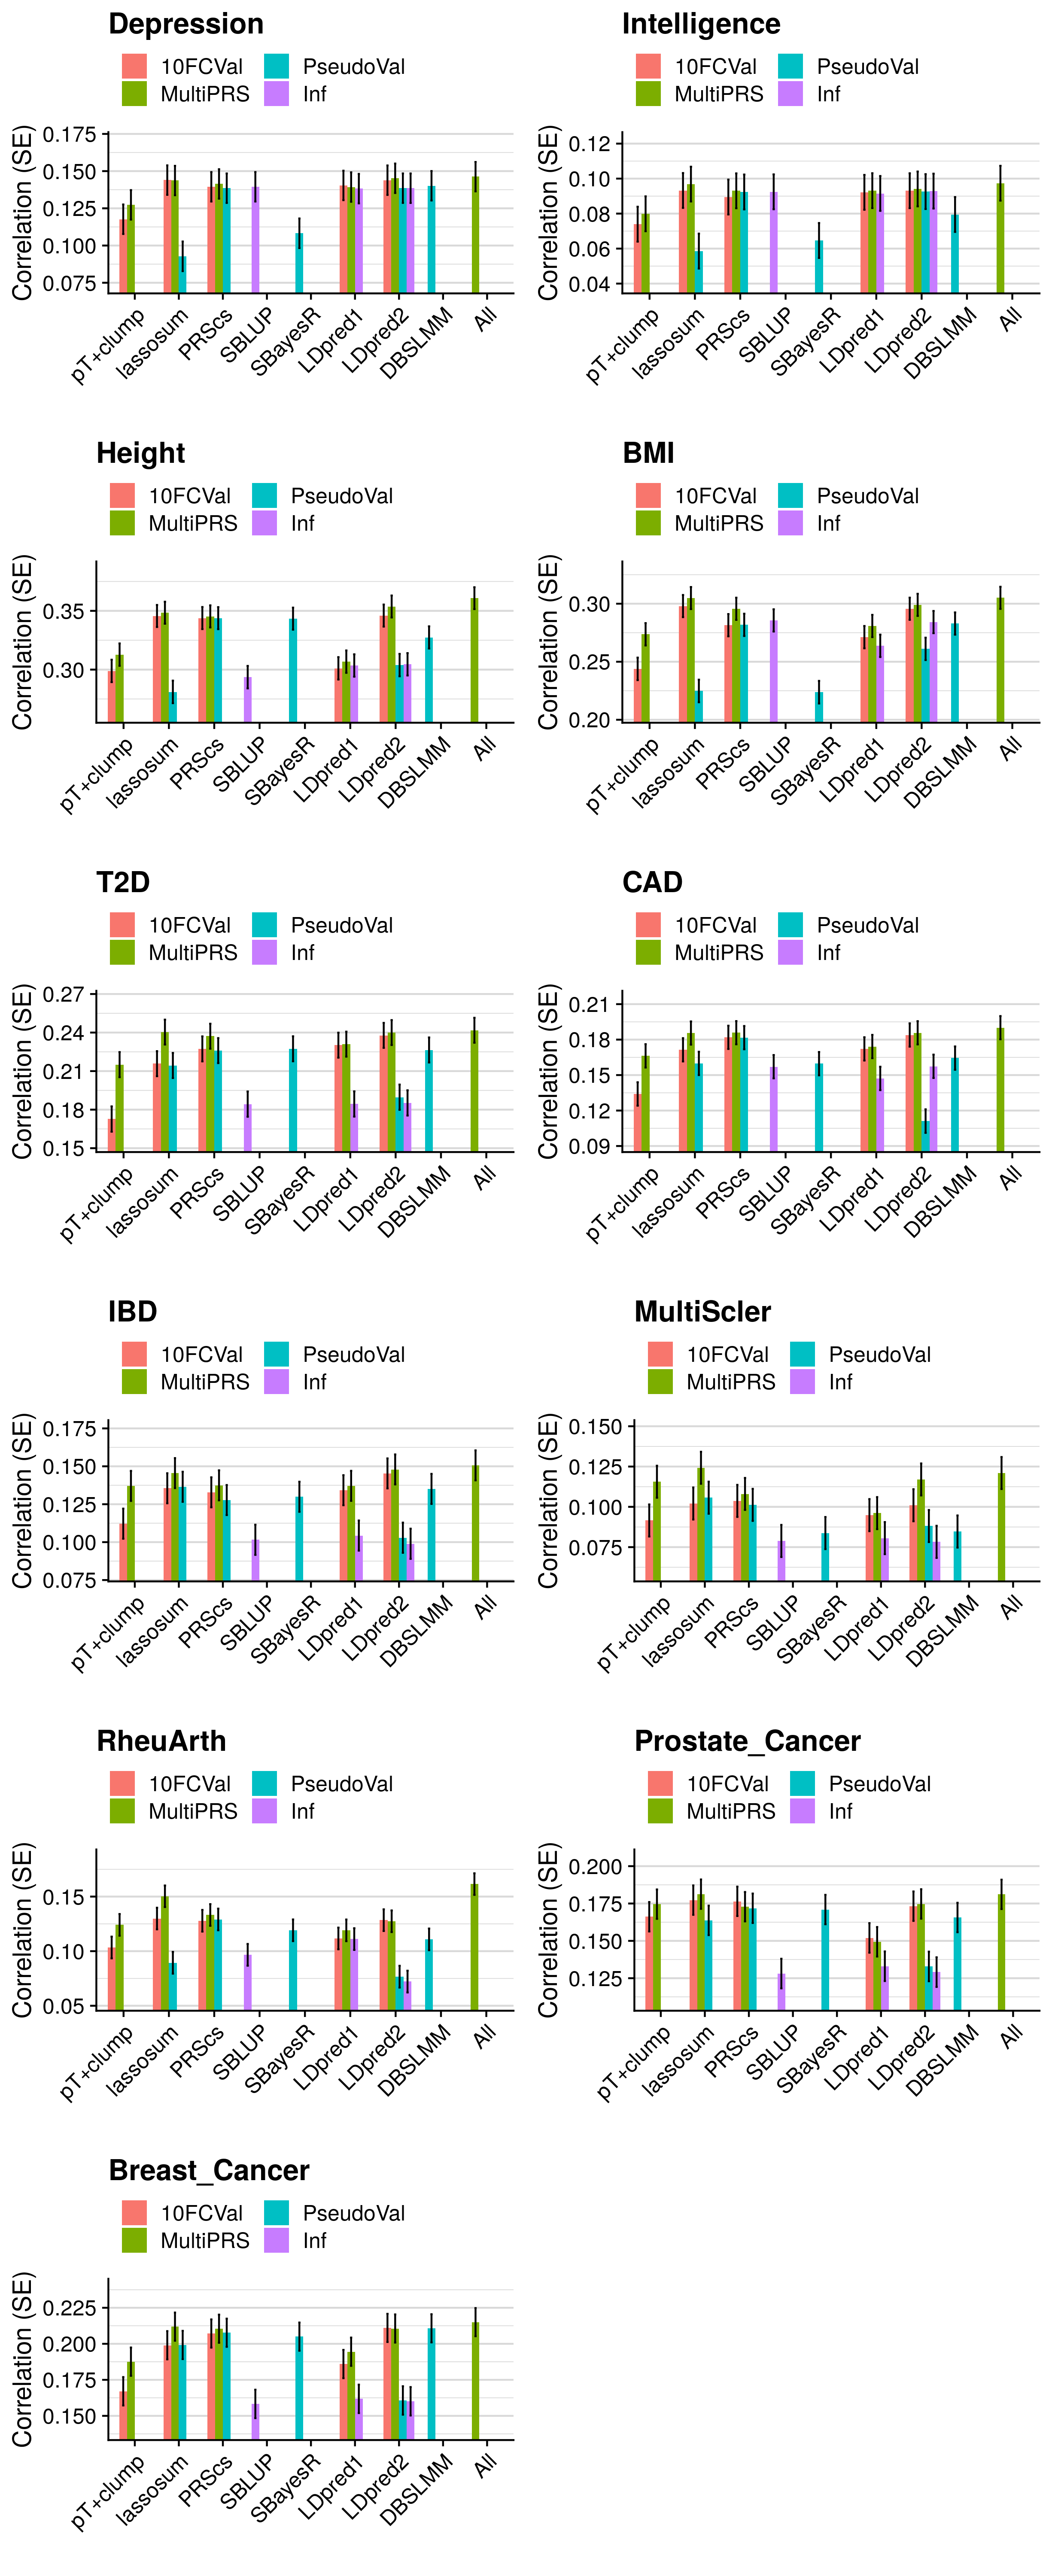 Depression
10FCVal PseudoVal
MultiPRS Inf
Correlation (SE)
0.175
0.150
0.125
0.100
0.075
pT+clump lassosum PRScs SBLUP SBayesR LDpred1 LDpred2 DBSLMM All
Intelligence
10FCVal PseudoVal
MultiPRS Inf
Correlation (SE)
0.12
0.10
0.08
0.06
0.04
pT+clump lassosum PRScs SBLUP SBayesR LDpred1 LDpred2 DBSLMM All
Height
10FCVal PseudoVal
MultiPRS Inf
Correlation (SE)
0.35
0.30
pT+clump lassosum PRScs SBLUP SBayesR LDpred1 LDpred2 DBSLMM All
BMI
10FCVal PseudoVal
MultiPRS Inf
Correlation (SE)
0.30
0.25
0.20
pT+clump lassosum PRScs SBLUP SBayesR LDpred1 LDpred2 DBSLMM All
T2D
10FCVal PseudoVal
MultiPRS Inf
Correlation (SE)
0.27
0.24
0.21
0.18
0.15
pT+clump lassosum PRScs SBLUP SBayesR LDpred1 LDpred2 DBSLMM All
CAD
10FCVal PseudoVal
MultiPRS Inf
Correlation (SE)
0.21
0.18
0.15
0.12
0.09
pT+clump lassosum PRScs SBLUP SBayesR LDpred1 LDpred2 DBSLMM All
IBD
10FCVal PseudoVal
MultiPRS Inf
Correlation (SE)
0.175
0.150
0.125
0.100
0.075
pT+clump lassosum PRScs SBLUP SBayesR LDpred1 LDpred2 DBSLMM All
MultiScler
10FCVal PseudoVal
MultiPRS Inf
Correlation (SE)
0.150
0.125
0.100
0.075
pT+clump lassosum PRScs SBLUP SBayesR LDpred1 LDpred2 DBSLMM All
RheuArth
10FCVal PseudoVal
MultiPRS Inf
Correlation (SE)
0.15
0.10
0.05
pT+clump lassosum PRScs SBLUP SBayesR LDpred1 LDpred2 DBSLMM All
Prostate_Cancer
10FCVal PseudoVal
MultiPRS Inf
Correlation (SE)
0.200
0.175
0.150
0.125
pT+clump lassosum PRScs SBLUP SBayesR LDpred1 LDpred2 DBSLMM All
Breast_Cancer
10FCVal PseudoVal
MultiPRS Inf
Correlation (SE)
0.225
0.200
0.175
0.150
pT+clump lassosum PRScs SBLUP SBayesR LDpred1 LDpred2 DBSLMM All